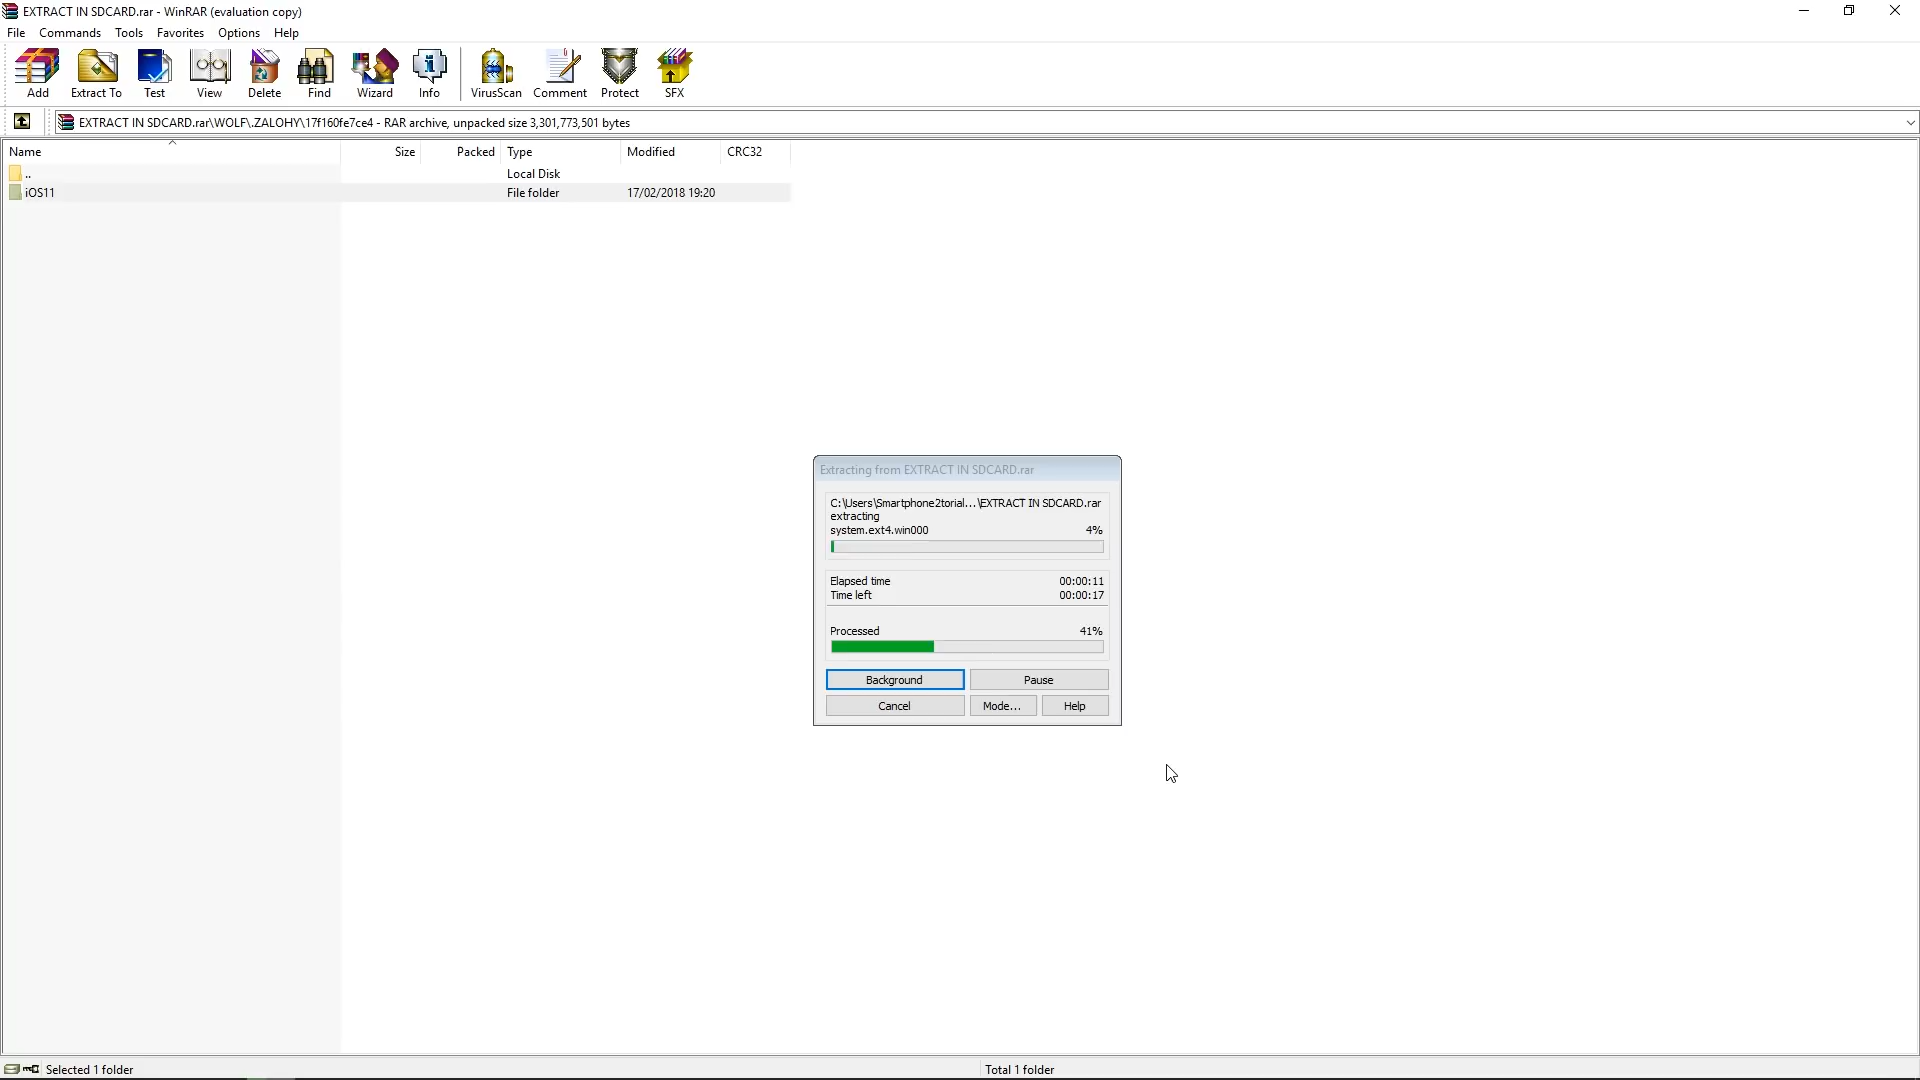 EXTRACT IN SDCARD.rar - WinRAR (evaluation copy)
File Commands Tools Favorites Options Help
Add Extract To Test View Delete Find Wizard Info VirusScan Comment Protect SFX
EXTRACT IN SDCARD.rar\WOLF\.ZALOHY\17f160fe7ce4 - RAR archive, unpacked size 3,301,773,501 bytes
Name Size Packed Type Modified CRC32
.. Local Disk
iOS11 File folder 17/02/2018 19:20
Extracting from EXTRACT IN SDCARD.rar
C:\Users\Smartphone2torial...\EXTRACT IN SDCARD.rar
extracting
system.ext4.win000 4%
Elapsed time 00:00:11
Time left 00:00:17
Processed 41%
Background Pause
Cancel Mode... Help
Selected 1 folder Total 1 folder